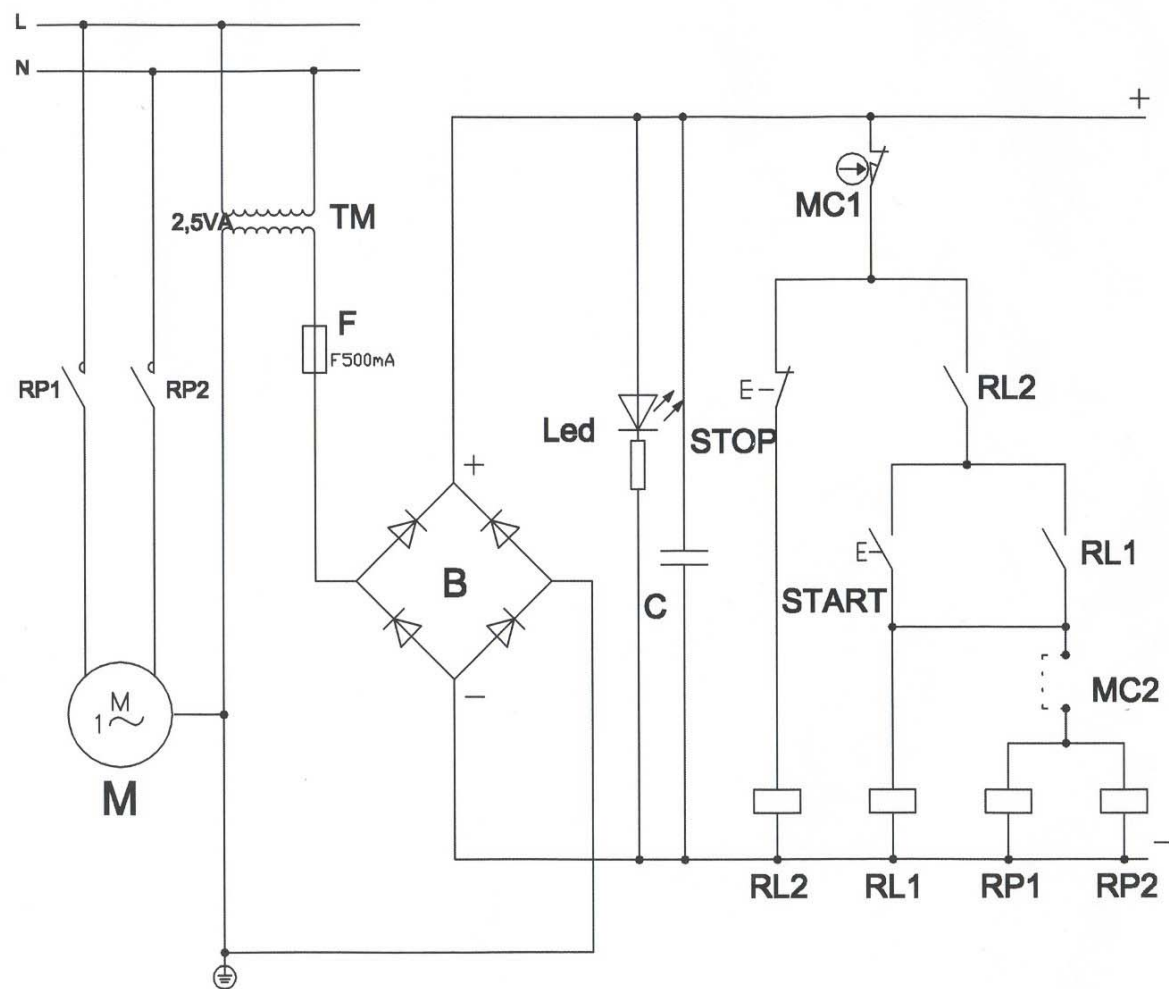 L
N
+
MC1
2,5VA TM
F
F500mA
RP1 RP2
E
RL2
Led
STOP
+
B
E
RL1
C
START
MC2
M
1
M
−
−
RL2 RL1 RP1 RP2